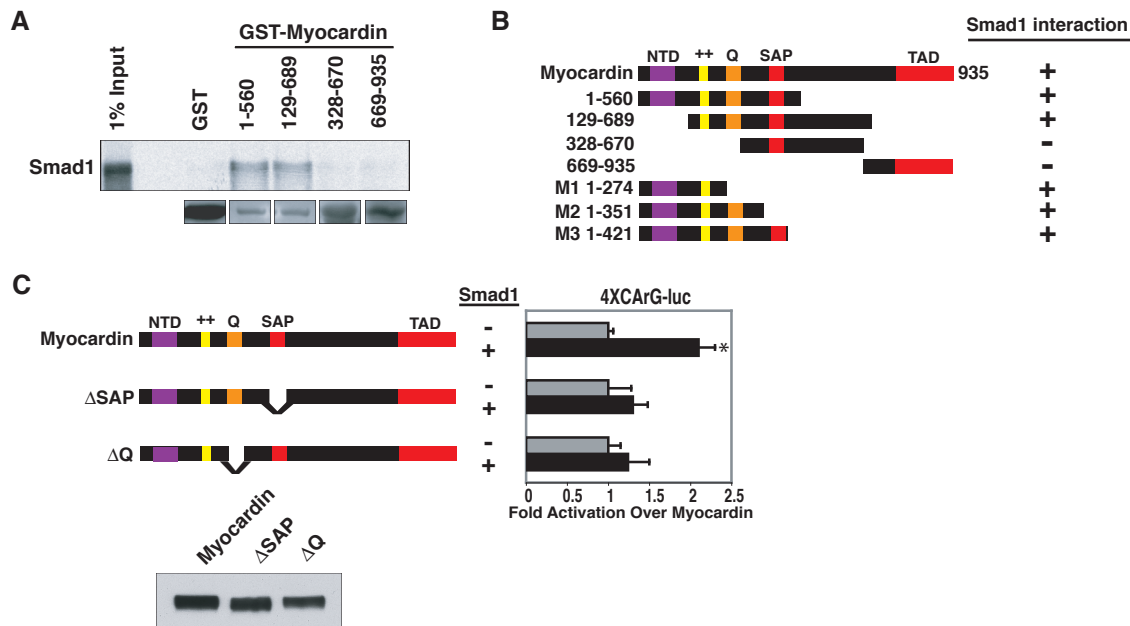 A
GST-Myocardin
1% Input
GST
1-560
129-689
328-670
669-935
Smad1
B
Smad1 interaction
NTD ++ Q SAP TAD
Myocardin 935 +
1-560 +
129-689 +
328-670 -
669-935 -
M1 1-274 +
M2 1-351 +
M3 1-421 +
C
Smad1 4XCArG-luc
NTD ++ Q SAP TAD
Myocardin - +
*
ΔSAP - +
ΔQ - +
0 0.5 1 1.5 2 2.5
Fold Activation Over Myocardin
Myocardin
ΔSAP
ΔQ